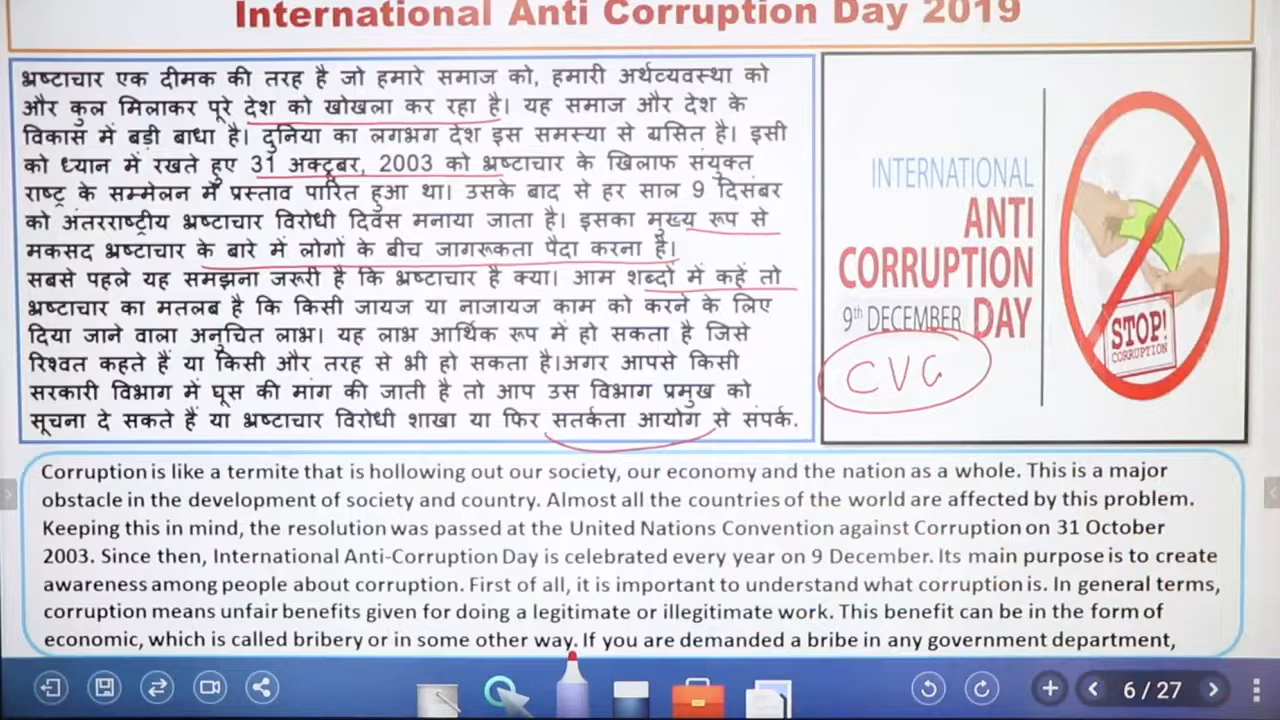 International Anti Corruption Day 2019
भ्रष्टाचार एक दीमक की तरह है जो हमारे समाज को, हमारी अर्थव्यवस्था को
और कुल मिलाकर पूरे देश को खोखला कर रहा है। यह समाज और देश के
विकास में बड़ी बाधा है। दुनिया का लगभग देश इस समस्या से ग्रसित है। इसी
को ध्यान में रखते हुए 31 अक्टूबर, 2003 को भ्रष्टाचार के खिलाफ संयुक्त
राष्ट्र के सम्मेलन में प्रस्ताव पारित हुआ था। उसके बाद से हर साल 9 दिसंबर
को अंतरराष्ट्रीय भ्रष्टाचार विरोधी दिवस मनाया जाता है। इसका मुख्य रूप से
मकसद भ्रष्टाचार के बारे में लोगों के बीच जागरूकता पैदा करना है।
सबसे पहले यह समझना जरूरी है कि भ्रष्टाचार है क्या। आम शब्दों में कहें तो
भ्रष्टाचार का मतलब है कि किसी जायज या नाजायज काम को करने के लिए
दिया जाने वाला अनुचित लाभ। यह लाभ आर्थिक रूप में हो सकता है जिसे
रिश्वत कहते हैं या किसी और तरह से भी हो सकता है।अगर आपसे किसी
सरकारी विभाग में घूस की मांग की जाती है तो आप उस विभाग प्रमुख को
सूचना दे सकते हैं या भ्रष्टाचार विरोधी शाखा या फिर सतर्कता आयोग से संपर्क.
INTERNATIONAL
ANTI
CORRUPTION
9th DECEMBER DAY
STOP!
CORRUPTION
CVC
Corruption is like a termite that is hollowing out our society, our economy and the nation as a whole. This is a major
obstacle in the development of society and country. Almost all the countries of the world are affected by this problem.
Keeping this in mind, the resolution was passed at the United Nations Convention against Corruption on 31 October
2003. Since then, International Anti-Corruption Day is celebrated every year on 9 December. Its main purpose is to create
awareness among people about corruption. First of all, it is important to understand what corruption is. In general terms,
corruption means unfair benefits given for doing a legitimate or illegitimate work. This benefit can be in the form of
economic, which is called bribery or in some other way. If you are demanded a bribe in any government department,
6 / 27